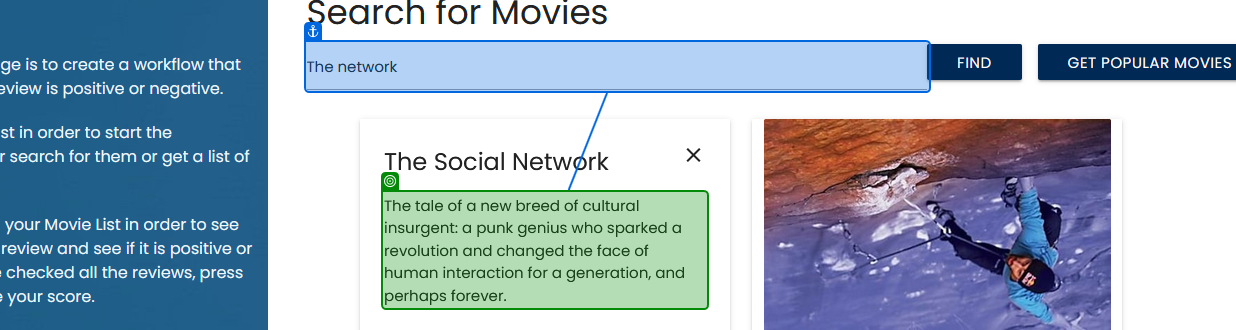 Search for Movies
ge is to create a workflow that
eview is positive or negative.
st in order to start the
r search for them or get a list of
your Movie List in order to see
review and see if it is positive or
e checked all the reviews, press
e your score.
The network
FIND
GET POPULAR MOVIES
The Social Network
The tale of a new breed of cultural
insurgent: a punk genius who sparked a
revolution and changed the face of
human interaction for a generation, and
perhaps forever.